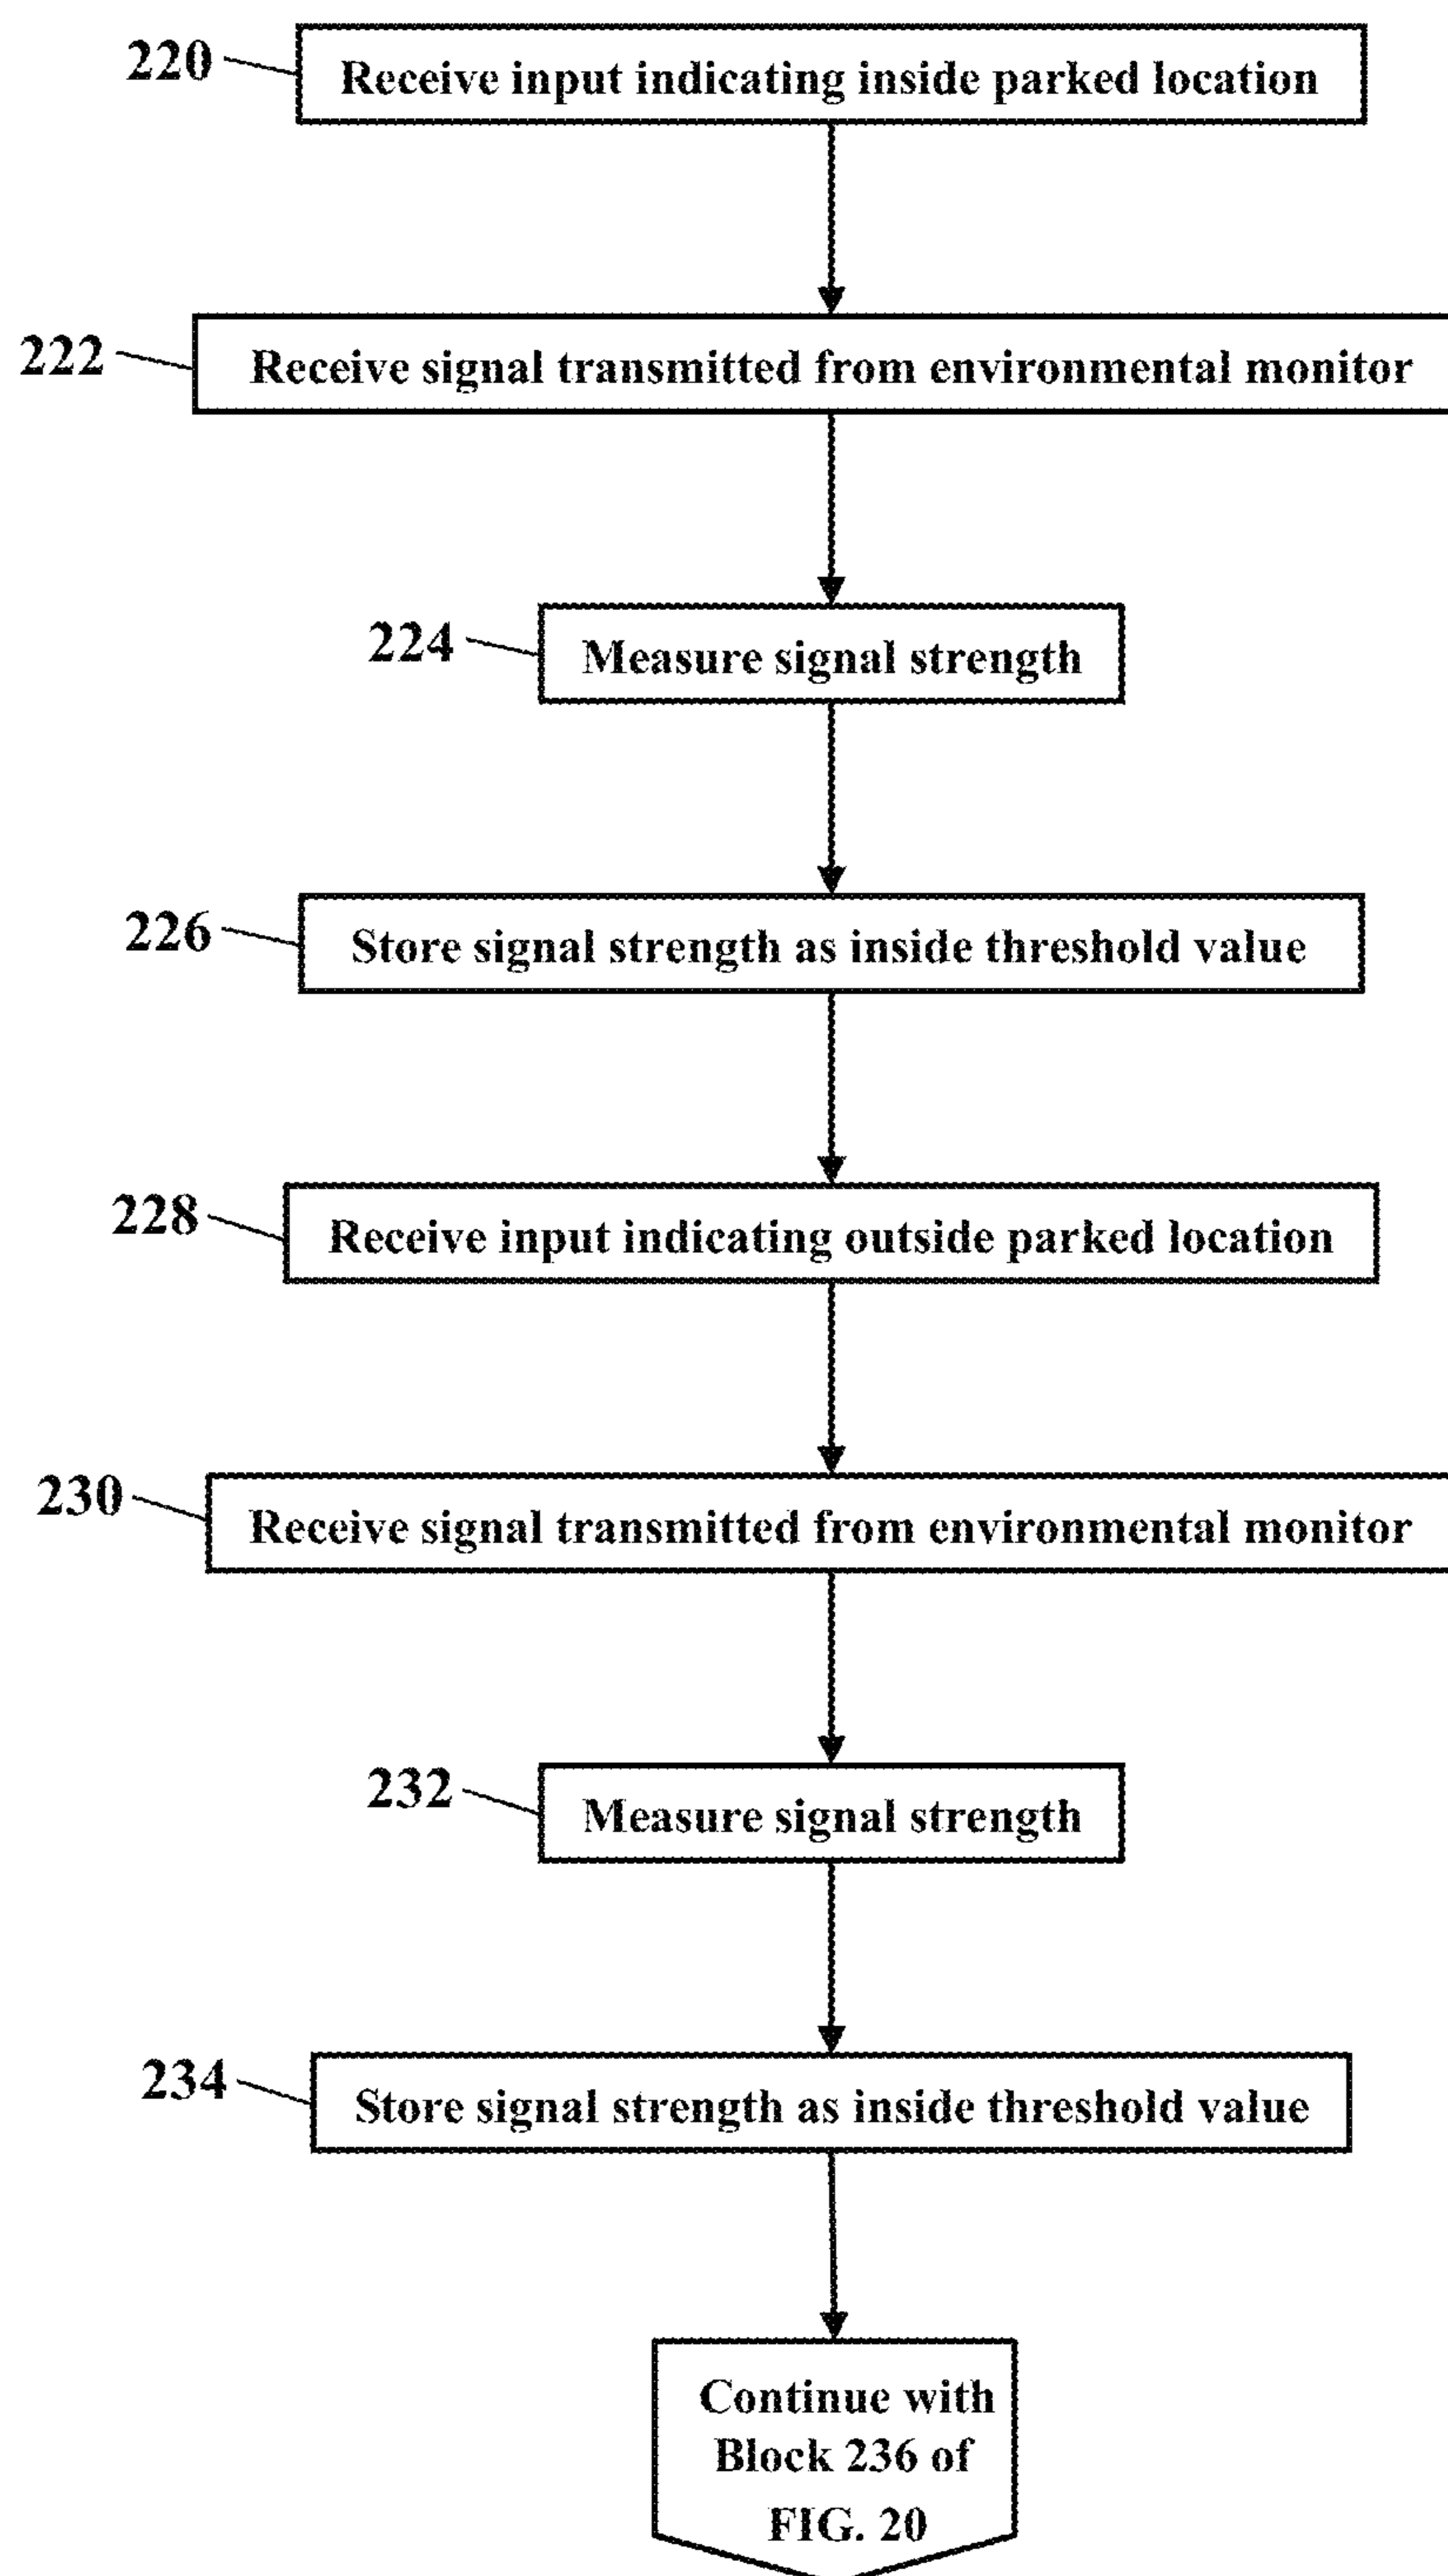 220 Receive input indicating inside parked location
222 Receive signal transmitted from environmental monitor
224 Measure signal strength
226 Store signal strength as inside threshold value
228 Receive input indicating outside parked location
230 Receive signal transmitted from environmental monitor
232 Measure signal strength
234 Store signal strength as inside threshold value
Continue with
Block 236 of
FIG. 20